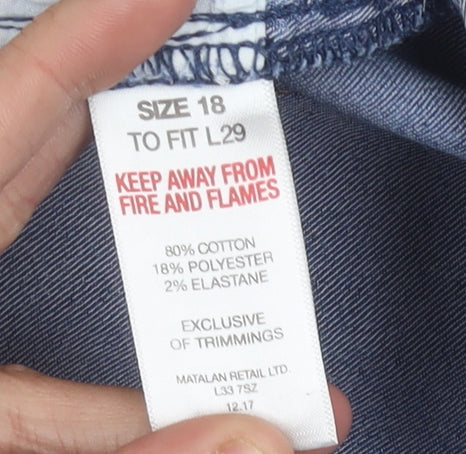 SIZE 18
TO FIT L29
KEEP AWAY FROM
FIRE AND FLAMES
80% COTTON
18% POLYESTER
2% ELASTANE
EXCLUSIVE
OF TRIMMINGS
MATALAN RETAIL LTD.
L33 7SZ
12.17